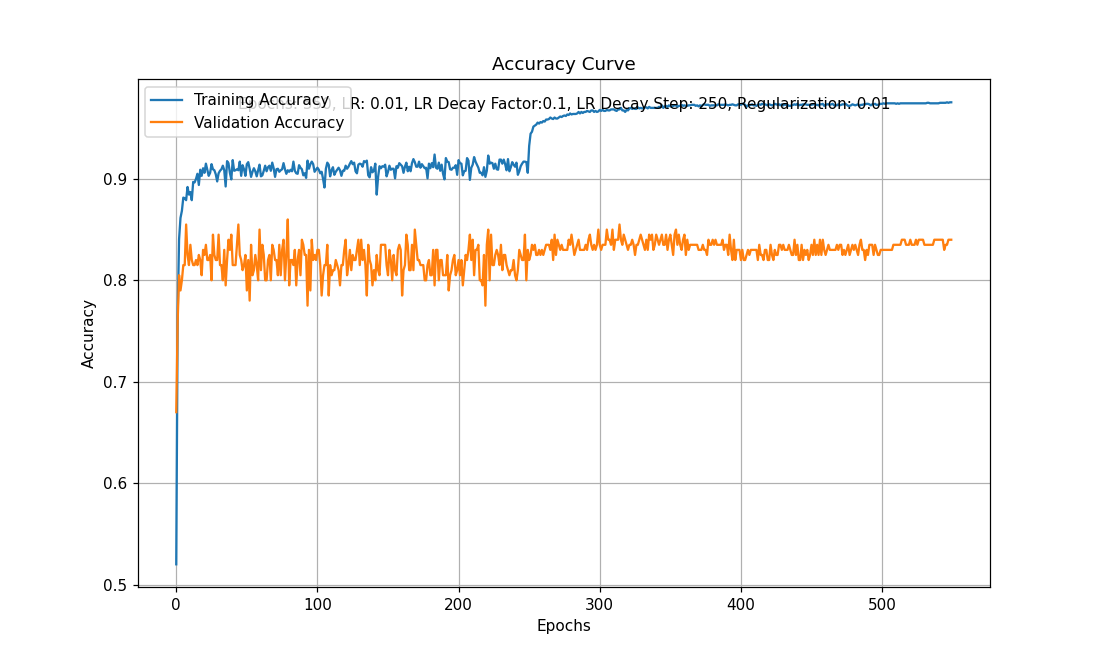 Accuracy Curve
Training Accuracy
Validation Accuracy
LR: 0.01, LR Decay Factor:0.1, LR Decay Step: 250, Regularization: 0.01
Accuracy
0.9
0.8
0.7
0.6
0.5
0 100 200 300 400 500
Epochs